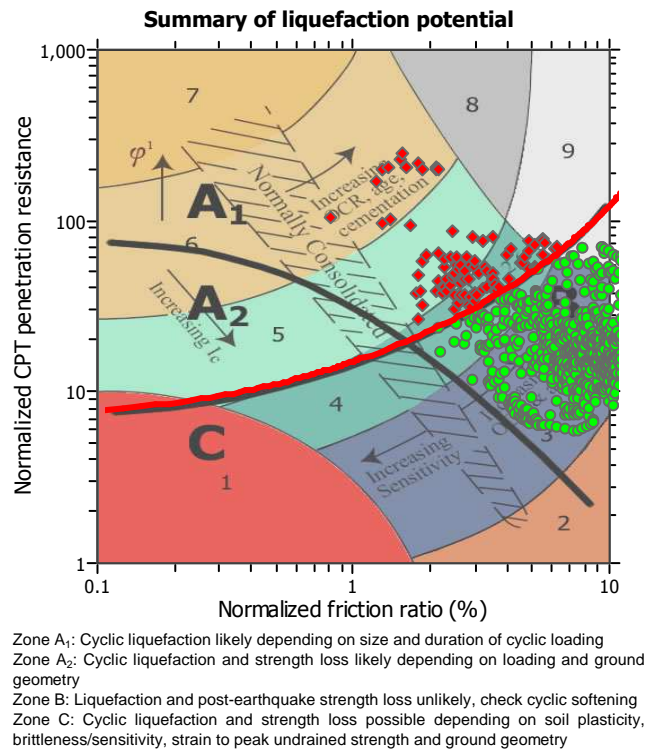 Summary of liquefaction potential
1,000
7
8
9
φ¹
Increasing
OCR, age,
cementation
Normally Consolidated
A₁
100
6
A₂
Increasing Ic
5
10
4
3
C
1
Increasing
Sensitivity
2
1
0.1
1
10
Normalized CPT penetration resistance
Normalized friction ratio (%)
Zone A₁: Cyclic liquefaction likely depending on size and duration of cyclic loading
Zone A₂: Cyclic liquefaction and strength loss likely depending on loading and ground
geometry
Zone B: Liquefaction and post-earthquake strength loss unlikely, check cyclic softening
Zone C: Cyclic liquefaction and strength loss possible depending on soil plasticity,
brittleness/sensitivity, strain to peak undrained strength and ground geometry